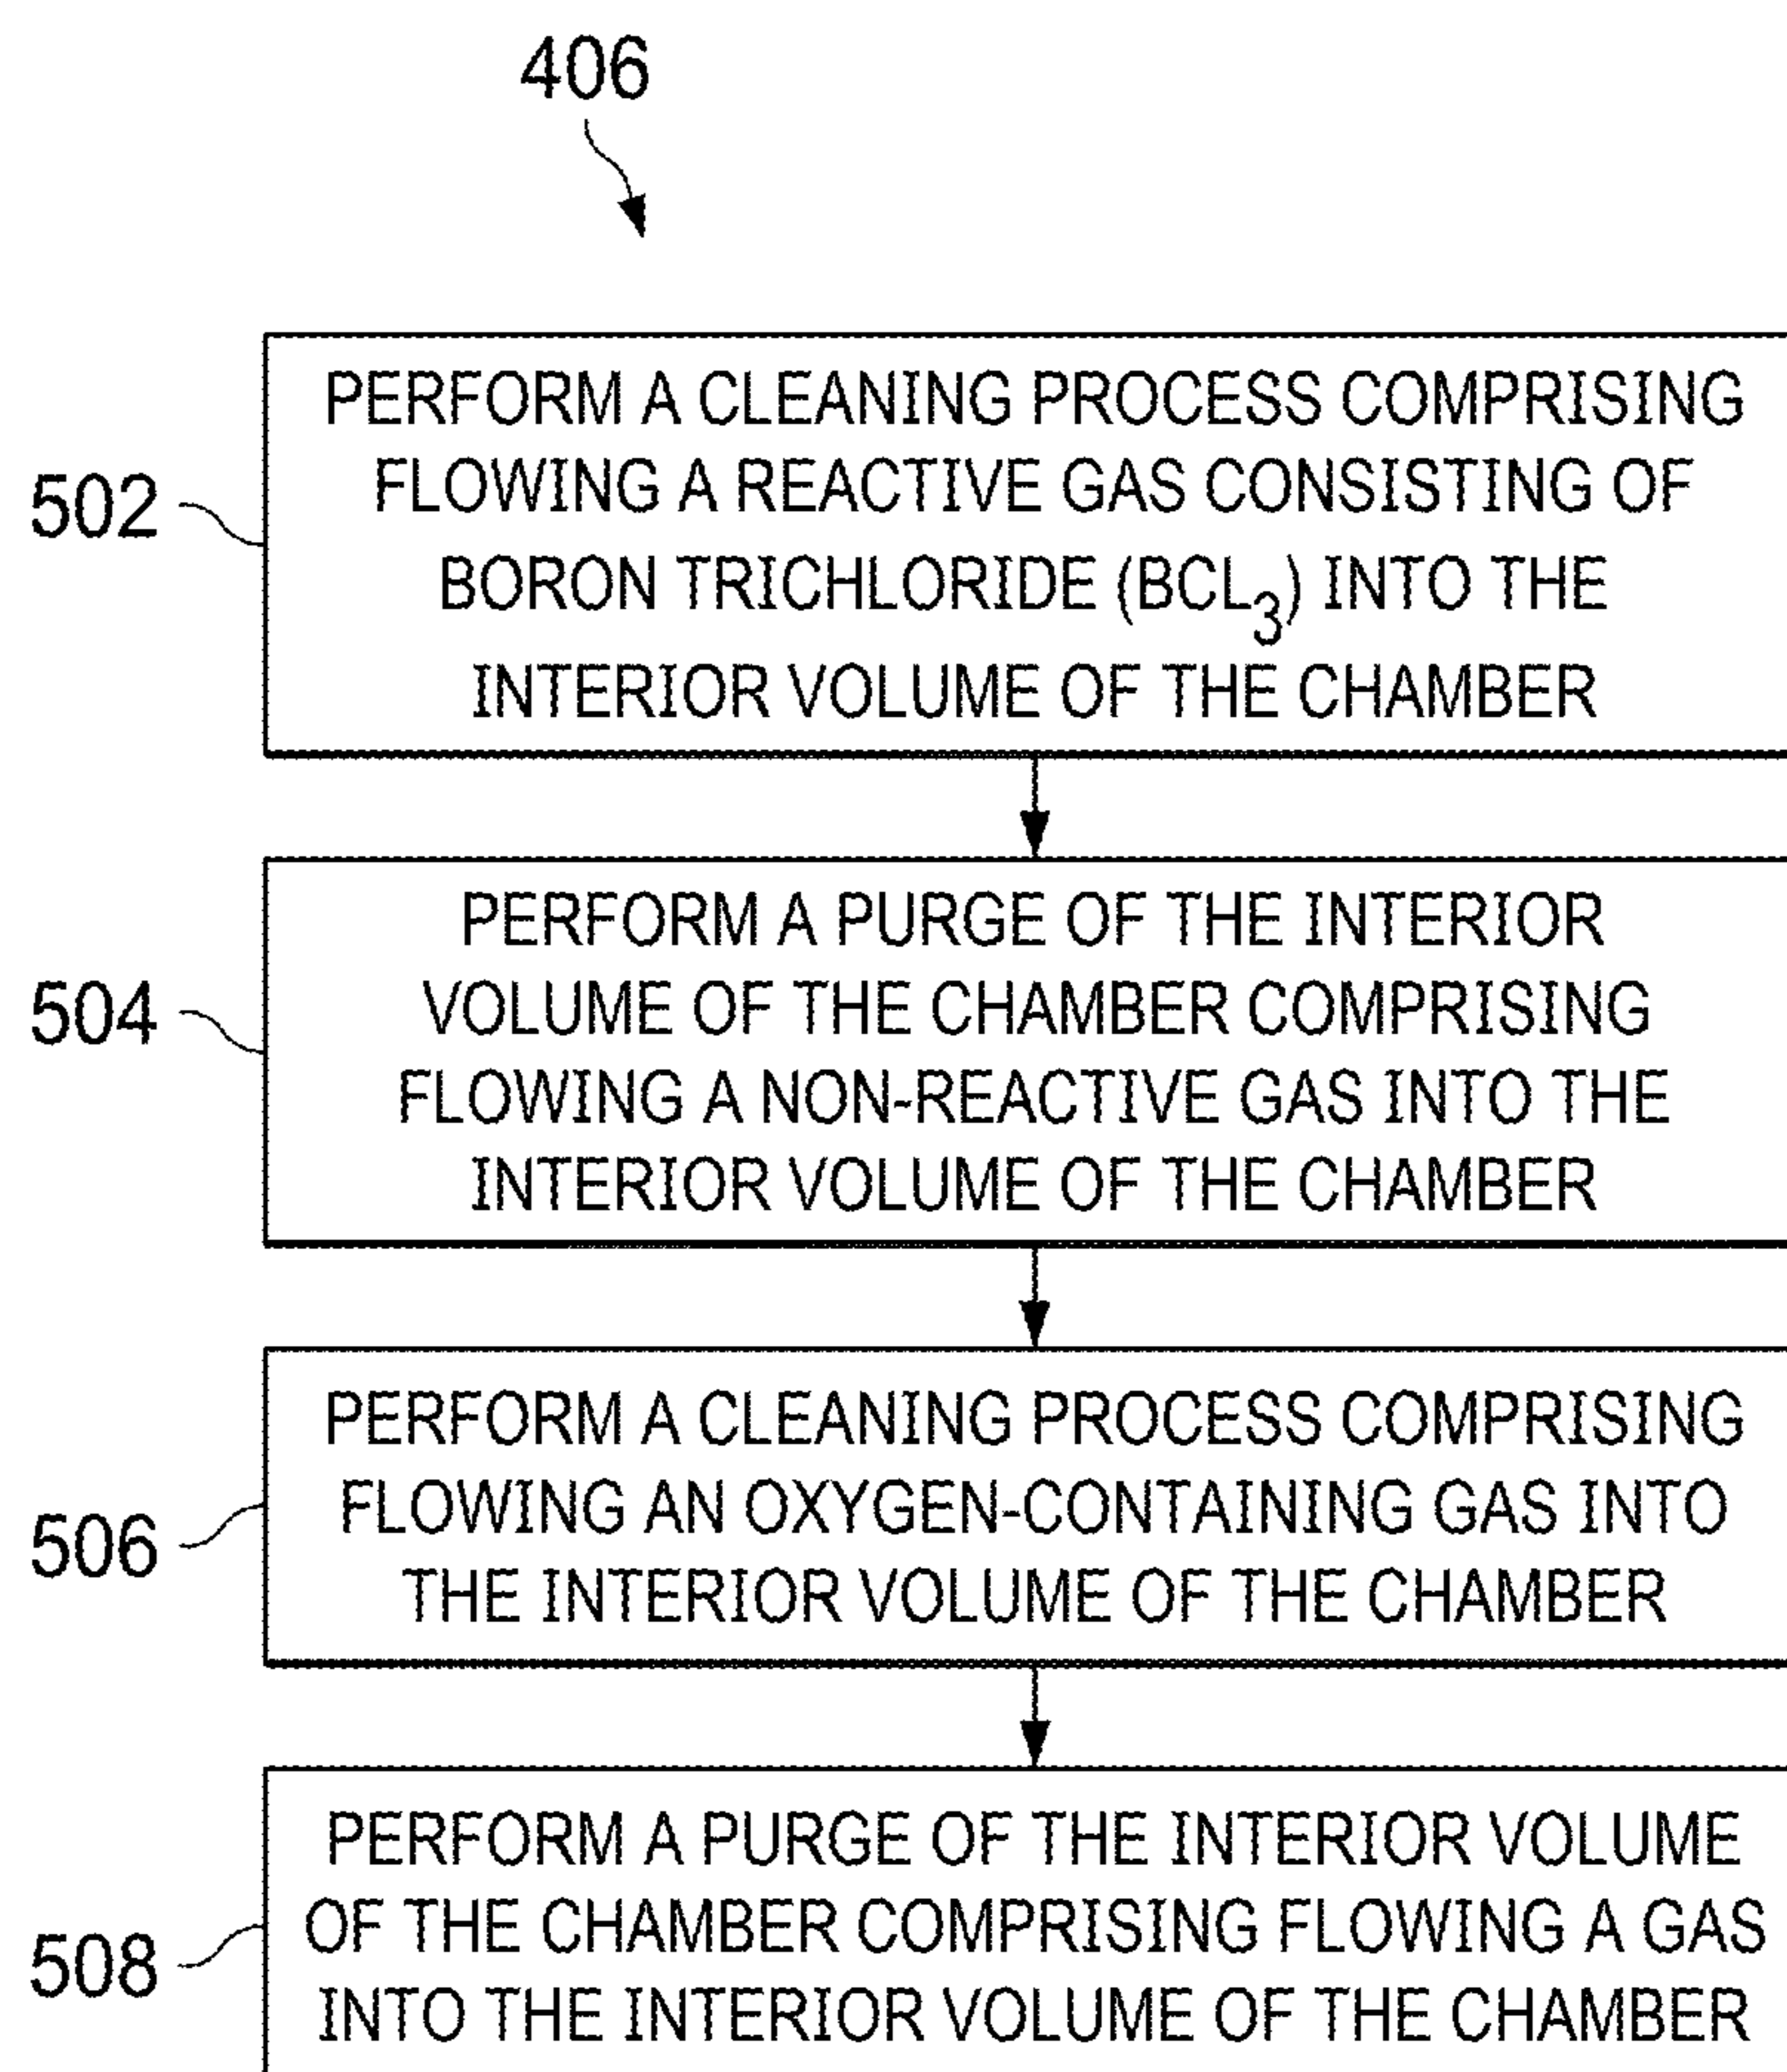 406
502
PERFORM A CLEANING PROCESS COMPRISING
FLOWING A REACTIVE GAS CONSISTING OF
BORON TRICHLORIDE (BCL3) INTO THE
INTERIOR VOLUME OF THE CHAMBER
504
PERFORM A PURGE OF THE INTERIOR
VOLUME OF THE CHAMBER COMPRISING
FLOWING A NON-REACTIVE GAS INTO THE
INTERIOR VOLUME OF THE CHAMBER
506
PERFORM A CLEANING PROCESS COMPRISING
FLOWING AN OXYGEN-CONTAINING GAS INTO
THE INTERIOR VOLUME OF THE CHAMBER
508
PERFORM A PURGE OF THE INTERIOR VOLUME
OF THE CHAMBER COMPRISING FLOWING A GAS
INTO THE INTERIOR VOLUME OF THE CHAMBER